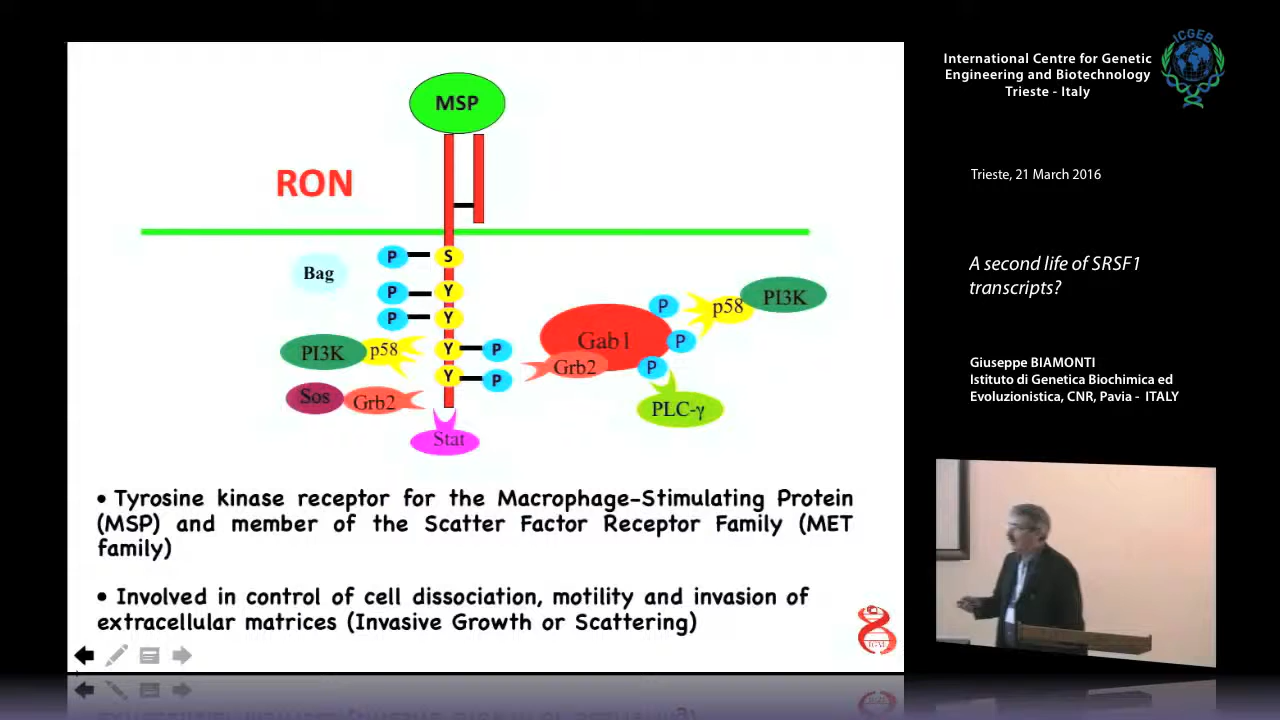 MSP
RON
P
S
Bag
P
Y
P
Y
PI3K
p58
Y
P
Y
P
Sos
Grb2
Stat
Gab1
Grb2
P
P
P
p58
PI3K
PLC-γ
• Tyrosine kinase receptor for the Macrophage-Stimulating Protein
(MSP) and member of the Scatter Factor Receptor Family (MET
family)
• Involved in control of cell dissociation, motility and invasion of
extracellular matrices (Invasive Growth or Scattering)
International Centre for Genetic
Engineering and Biotechnology
Trieste - Italy
ICGEB
Trieste, 21 March 2016
A second life of SRSF1
transcripts?
Giuseppe BIAMONTI
Istituto di Genetica Biochimica ed
Evoluzionistica, CNR, Pavia - ITALY